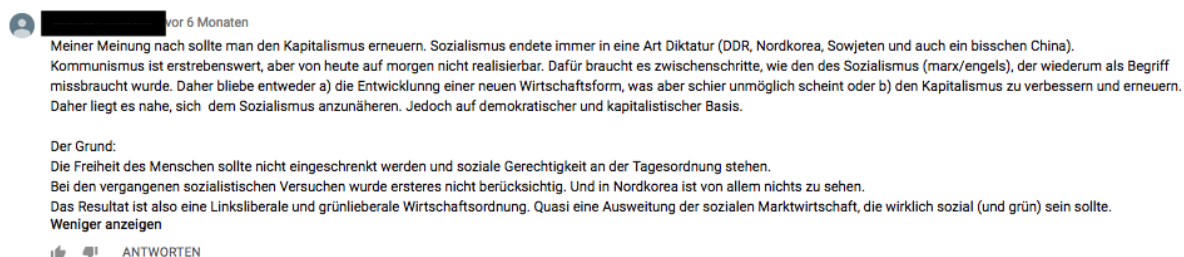 vor 6 Monaten
Meiner Meinung nach sollte man den Kapitalismus erneuern. Sozialismus endete immer in eine Art Diktatur (DDR, Nordkorea, Sowjeten und auch ein bisschen China).
Kommunismus ist erstrebenswert, aber von heute auf morgen nicht realisierbar. Dafür braucht es zwischenschritte, wie den des Sozialismus (marx/engels), der wiederum als Begriff
missbraucht wurde. Daher bliebe entweder a) die Entwicklunng einer neuen Wirtschaftsform, was aber schier unmöglich scheint oder b) den Kapitalismus zu verbessern und erneuern.
Daher liegt es nahe, sich dem Sozialismus anzunäheren. Jedoch auf demokratischer und kapitalistischer Basis.
Der Grund:
Die Freiheit des Menschen sollte nicht eingeschrenkt werden und soziale Gerechtigkeit an der Tagesordnung stehen.
Bei den vergangenen sozialistischen Versuchen wurde ersteres nicht berücksichtig. Und in Nordkorea ist von allem nichts zu sehen.
Das Resultat ist also eine Linksliberale und grünlieberale Wirtschaftsordnung. Quasi eine Ausweitung der sozialen Marktwirtschaft, die wirklich sozial (und grün) sein sollte.
Weniger anzeigen
ANTWORTEN